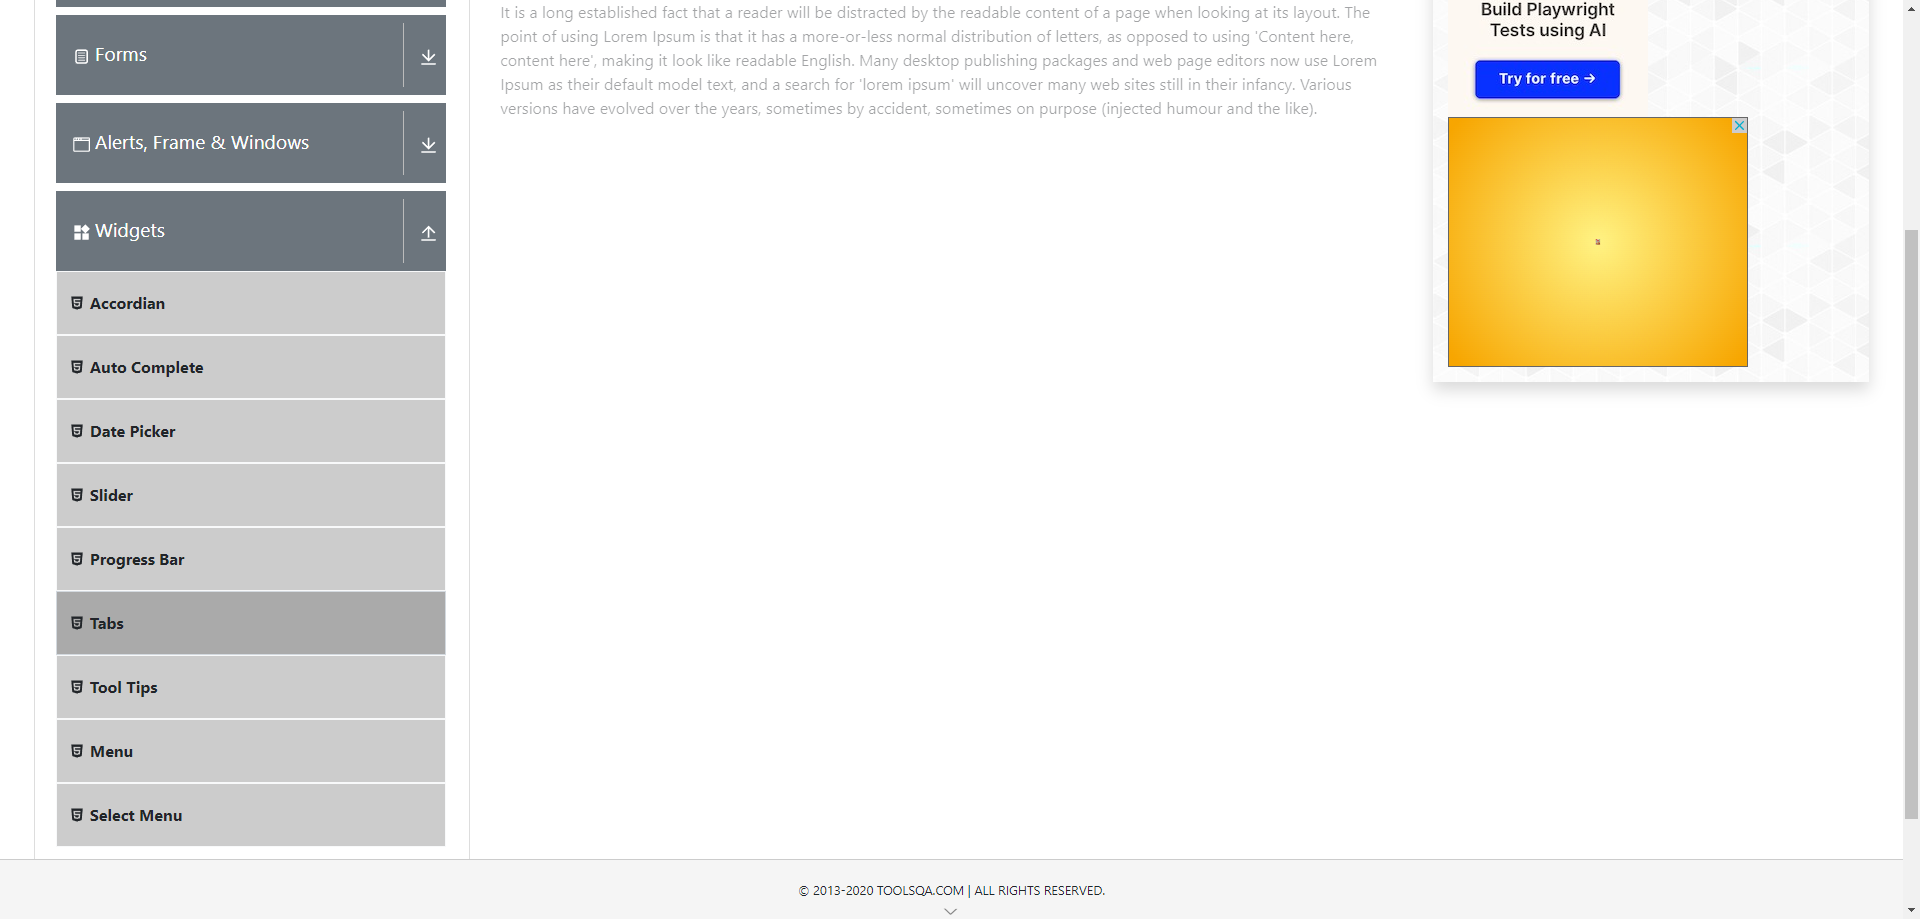 Forms
Alerts, Frame & Windows
Widgets
Accordian
Auto Complete
Date Picker
Slider
Progress Bar
Tabs
Tool Tips
Menu
Select Menu
It is a long established fact that a reader will be distracted by the readable content of a page when looking at its layout. The
point of using Lorem Ipsum is that it has a more-or-less normal distribution of letters, as opposed to using 'Content here,
content here', making it look like readable English. Many desktop publishing packages and web page editors now use Lorem
Ipsum as their default model text, and a search for 'lorem ipsum' will uncover many web sites still in their infancy. Various
versions have evolved over the years, sometimes by accident, sometimes on purpose (injected humour and the like).
Build Playwright
Tests using AI
Try for free →
© 2013-2020 TOOLSQA.COM | ALL RIGHTS RESERVED.